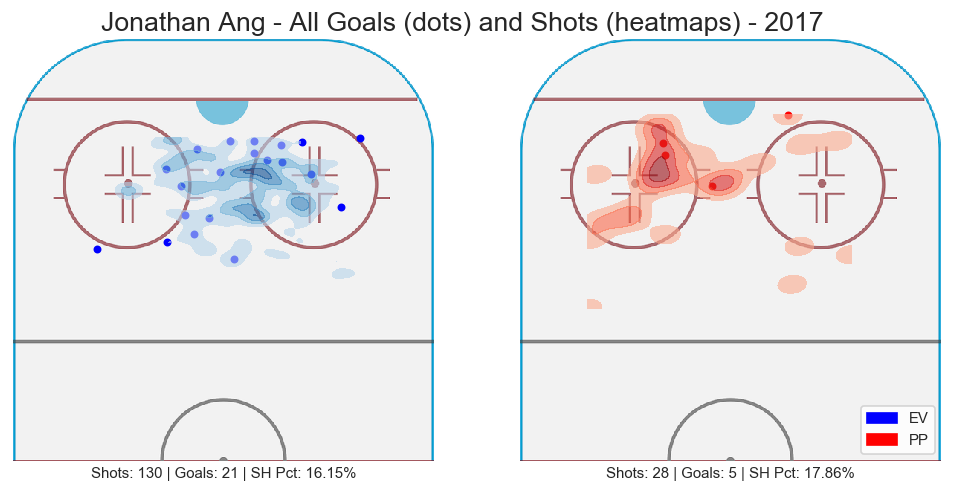 Jonathan Ang - All Goals (dots) and Shots (heatmaps) - 2017
EV
PP
Shots: 130 | Goals: 21 | SH Pct: 16.15%
Shots: 28 | Goals: 5 | SH Pct: 17.86%